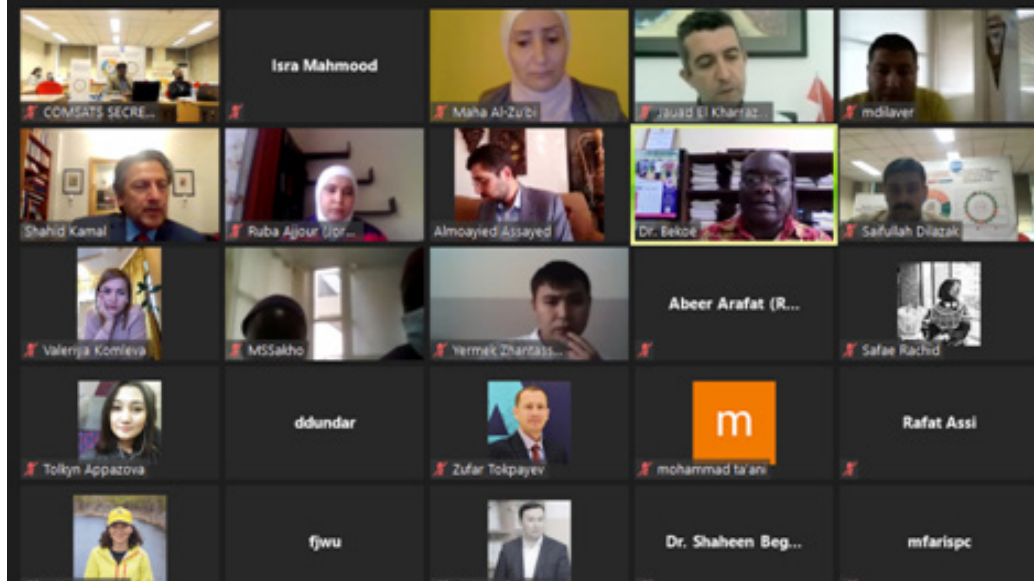 COMSATS SECRE...
Isra Mahmood
Maha Al-Zu'bi
Jauad El Kharraz...
mdilaver
Shahid Kamal
Ruba Ajjour (Jor...
Almoayied Assayed
Dr. Bekoe
Saifullah Dilazak
Valeriya Komleva
MSSakho
Yermek Zhantass...
Abeer Arafat (R...
Safae Rachid
Tolkyn Appazova
ddundar
Zufar Tokpayev
m
mohammad ta'ani
Rafat Assi
fjwu
Dr. Shaheen Beg...
mfarispc